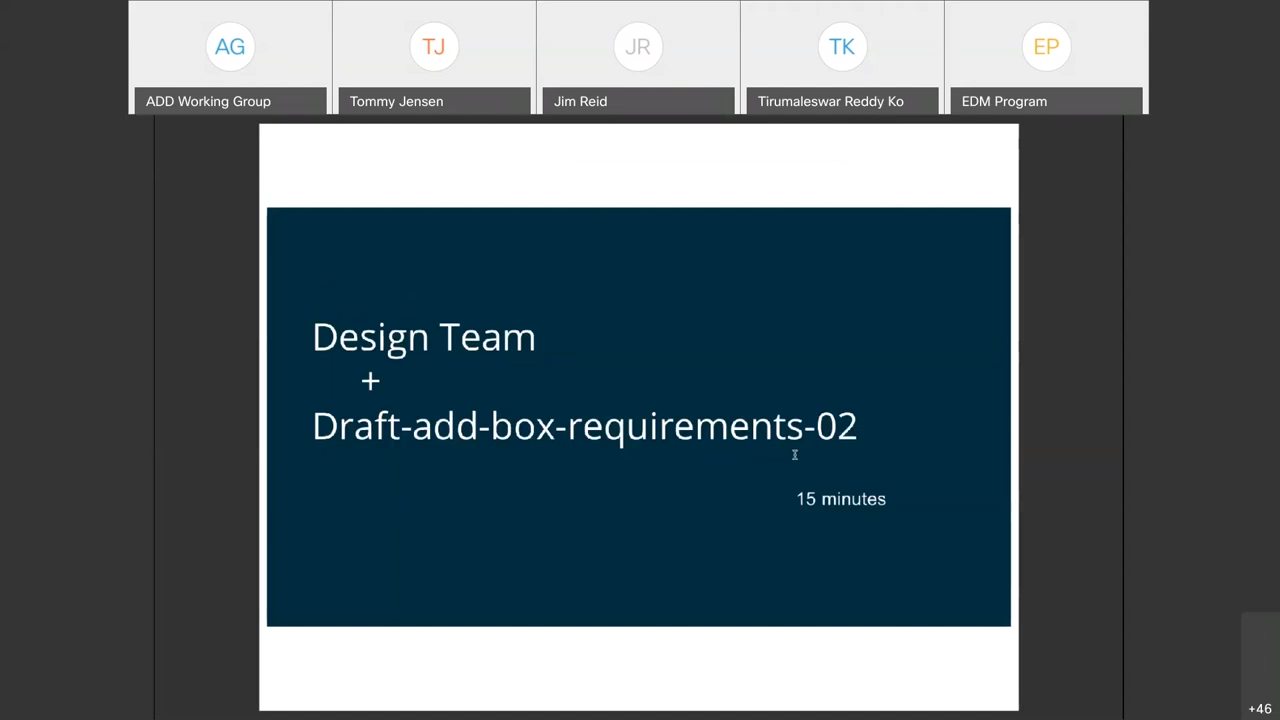 AG
TJ
JR
TK
EP
ADD Working Group
Tommy Jensen
Jim Reid
Tirumaleswar Reddy Ko
EDM Program
Design Team
+
Draft-add-box-requirements-02
15 minutes
+46